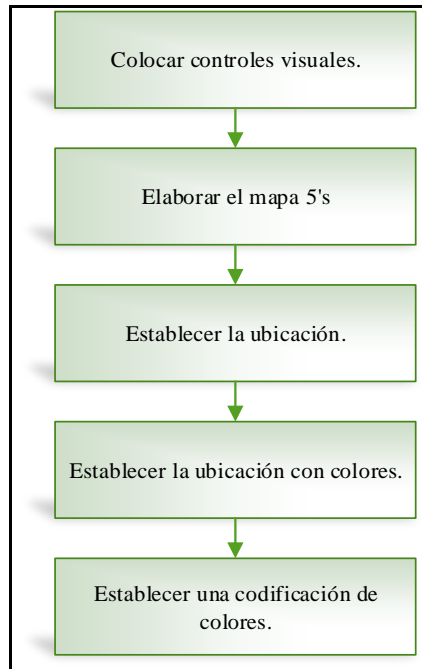 Colocar controles visuales.
Elaborar el mapa 5's
Establecer la ubicación.
Establecer la ubicación con colores.
Establecer una codificación de
colores.